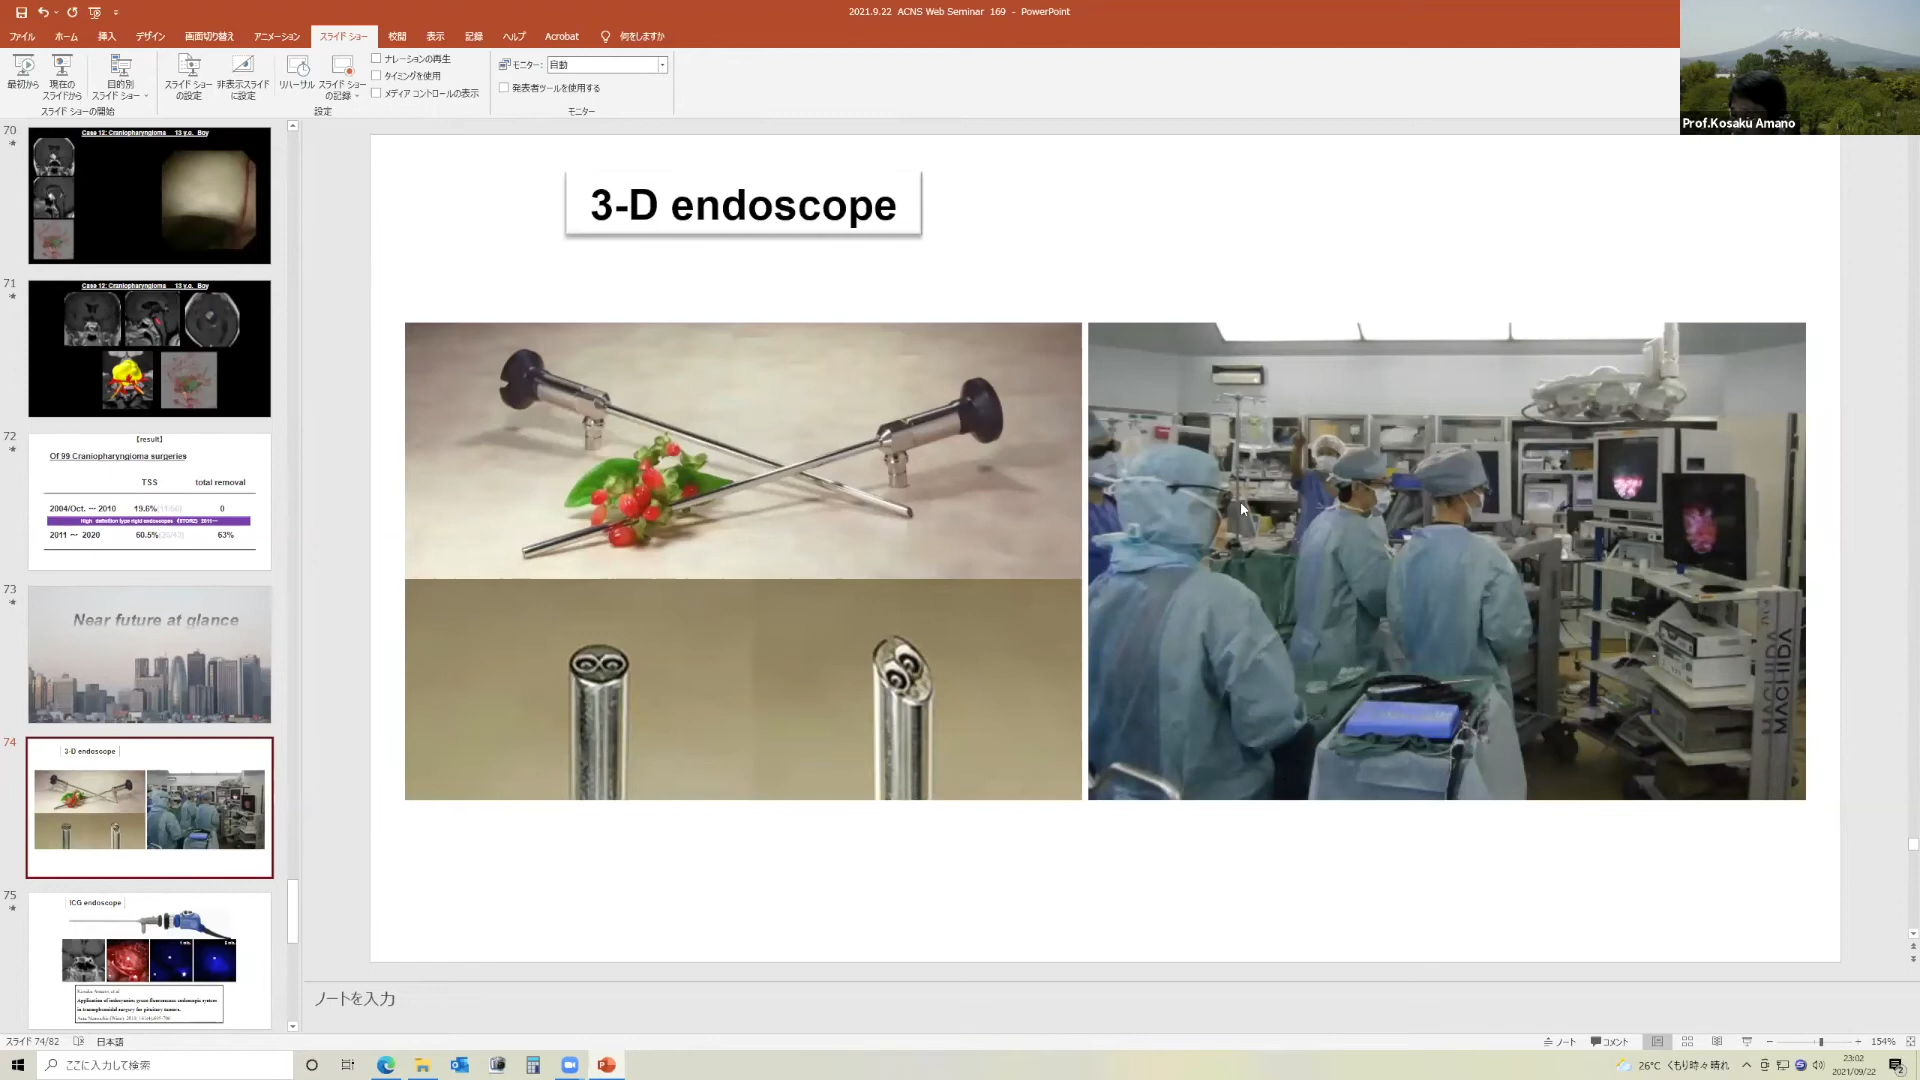 2021.9.22 ACNS Web Seminar 169 - PowerPoint
ファイル ホーム 挿入 デザイン 画面切り替え アニメーション スライド ショー 校閲 表示 記録 ヘルプ Acrobat 何をしますか
最初から 現在の スライドから 目的別 スライド ショー
スライド ショーの開始
スライド ショー の設定 非表示スライド に設定 リハーサル スライド ショー の記録
ナレーションの再生
タイミングを使用
メディア コントロールの表示
設定
モニター: 自動
発表者ツールを使用する
モニター
Prof.Kosaku Amano
70
Case 12: Craniopharyngioma 13 y.o. Boy
71
Case 12: Craniopharyngioma 13 y.o. Boy
72
【result】
Of 99 Craniopharyngioma surgeries
TSS total removal
2004/Oct. ～ 2010 19.6% 0
High definition type rigid endoscopes
2011 ～ 2020 60.5% 63%
73
Near future at glance
74
3-D endoscope
75
ICG endoscope
Application of indocyanine green fluorescence endoscopic system
in transsphenoidal surgery for pituitary tumors.
3-D endoscope
MACHIDA
MACHIDA
ノートを入力
スライド 74/82 日本語
ノート コメント 154%
ここに入力して検索
26°C くもり時々晴れ
23:02
2021/09/22
2